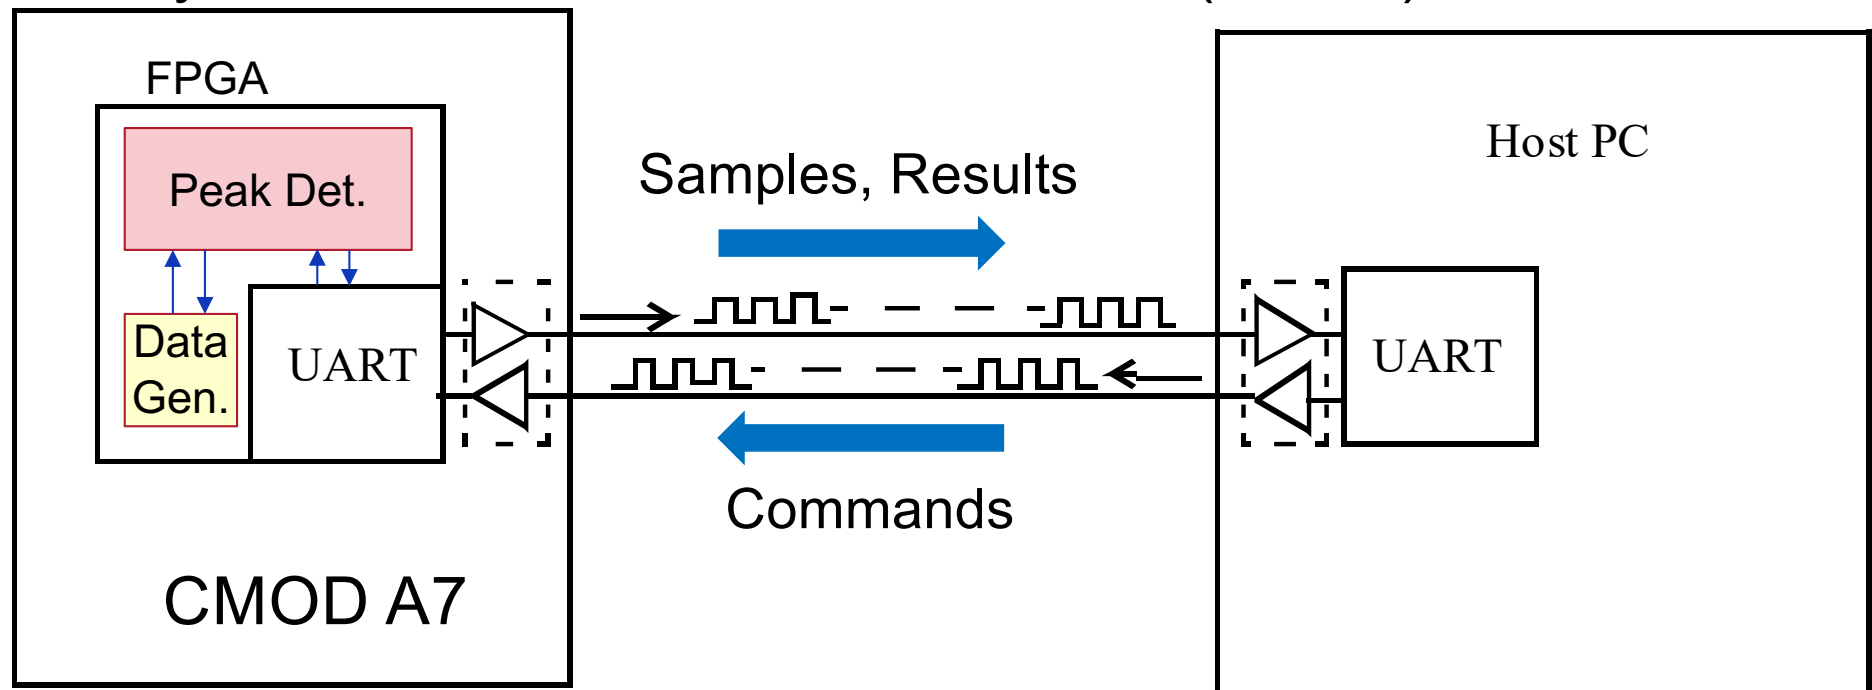 FPGA
Peak Det.
Data
Gen.
UART
CMOD A7
Samples, Results
Commands
Host PC
UART